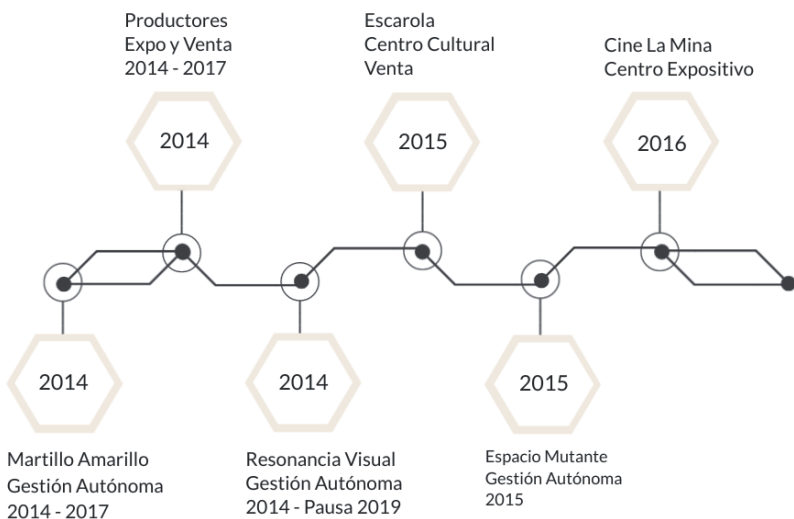 Productores
Expo y Venta
2014 - 2017
2014
Escarola
Centro Cultural
Venta
2015
Cine La Mina
Centro Expositivo
2016
2014
Martillo Amarillo
Gestión Autónoma
2014 - 2017
2014
Resonancia Visual
Gestión Autónoma
2014 - Pausa 2019
2015
Espacio Mutante
Gestión Autónoma
2015